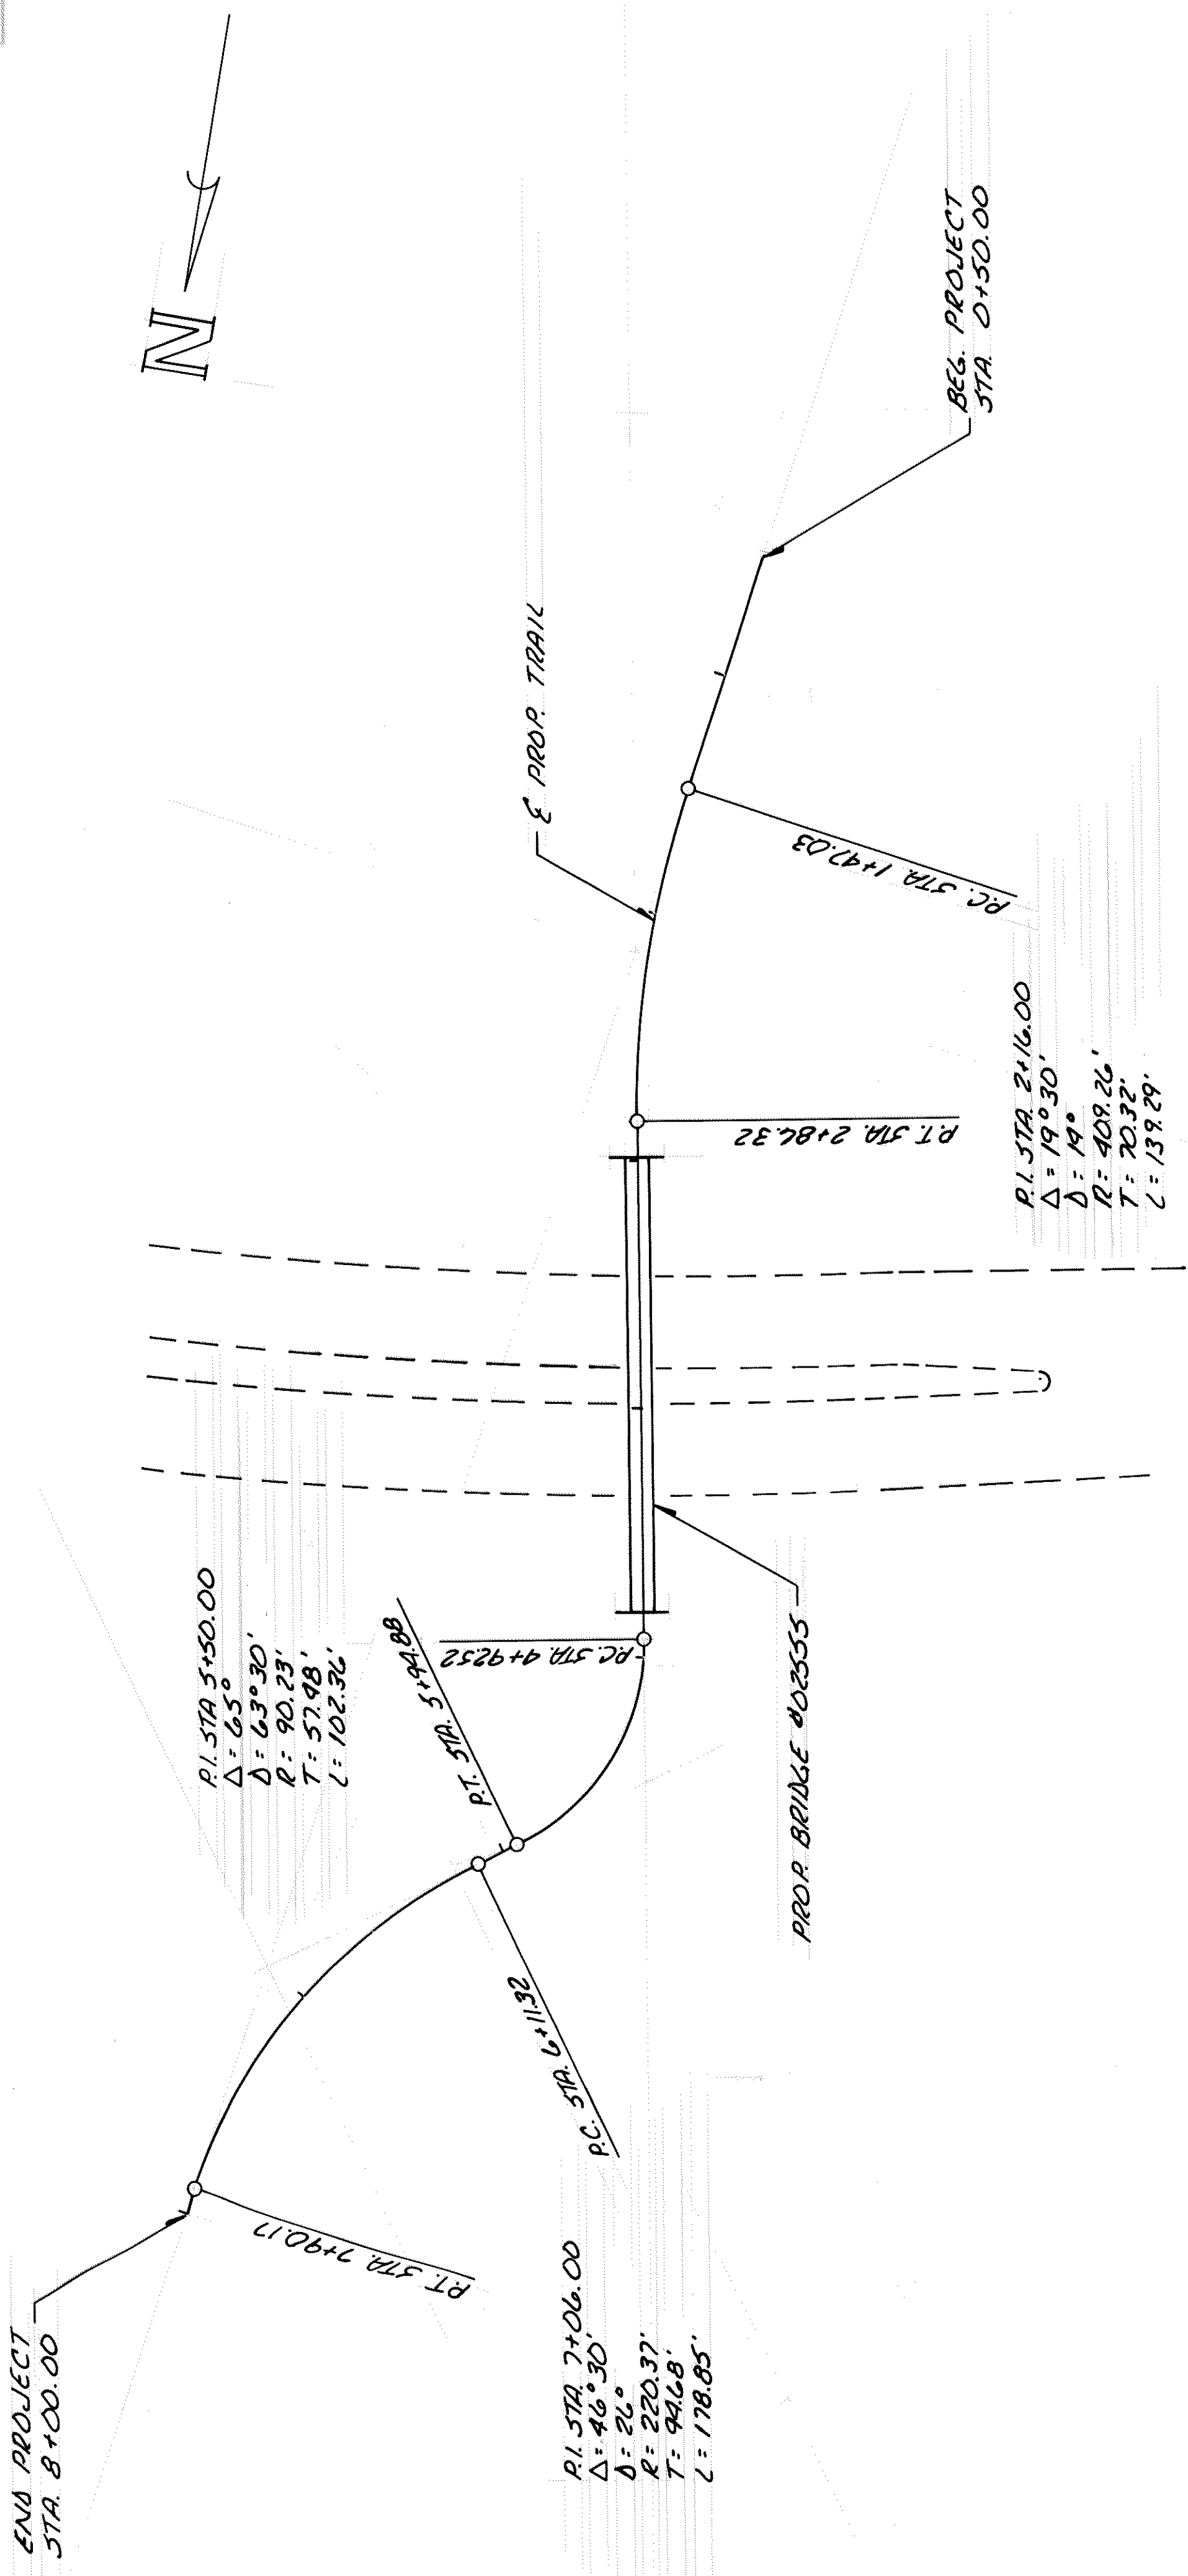 N
BEG. PROJECT
STA. 0+50.00
℄ PROP. TRAIL
P.C. STA. 1+47.03
P.I. STA. 2+16.00
Δ = 19° 30'
D = 14°
R = 409.26'
T = 70.32'
L = 139.29'
P.T. STA. 2+86.32
PROP. BRIDGE #02555
P.C. STA. 4+92.52
P.I. STA 5+50.00
Δ = 65°
D = 63° 30'
R = 90.23'
T = 57.48'
L = 102.36'
P.T. STA. 5+94.88
P.C. STA. 6+11.32
P.I. STA. 7+06.00
Δ = 46° 30'
D = 26°
R = 220.37'
T = 94.68'
L = 178.85'
P.T. STA. 7+90.17
END PROJECT
STA. 8+00.00